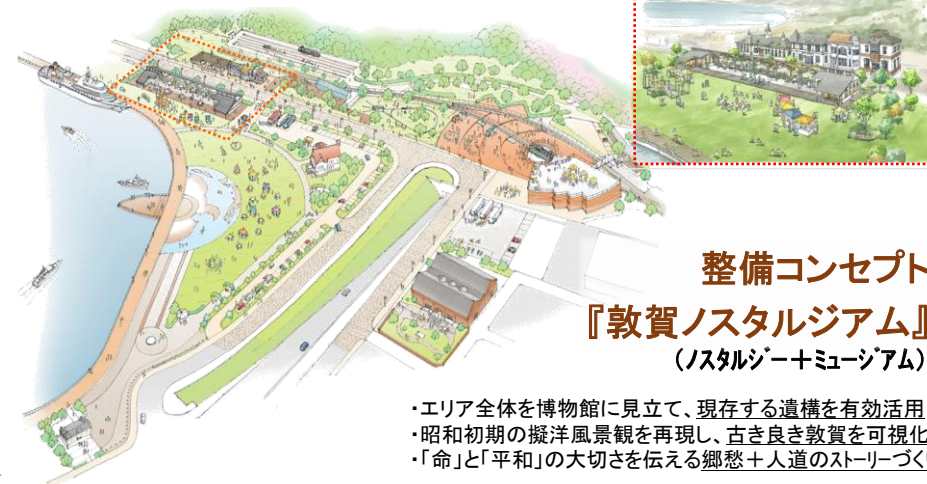 整備コンセプト
『敦賀ノスタルジアム』
(ノスタルジー+ミュージアム)
・エリア全体を博物館に見立て、現存する遺構を有効活用
・昭和初期の擬洋風景観を再現し、古き良き敦賀を可視化
・「命」と「平和」の大切さを伝える郷愁+人道のストーリーづくり